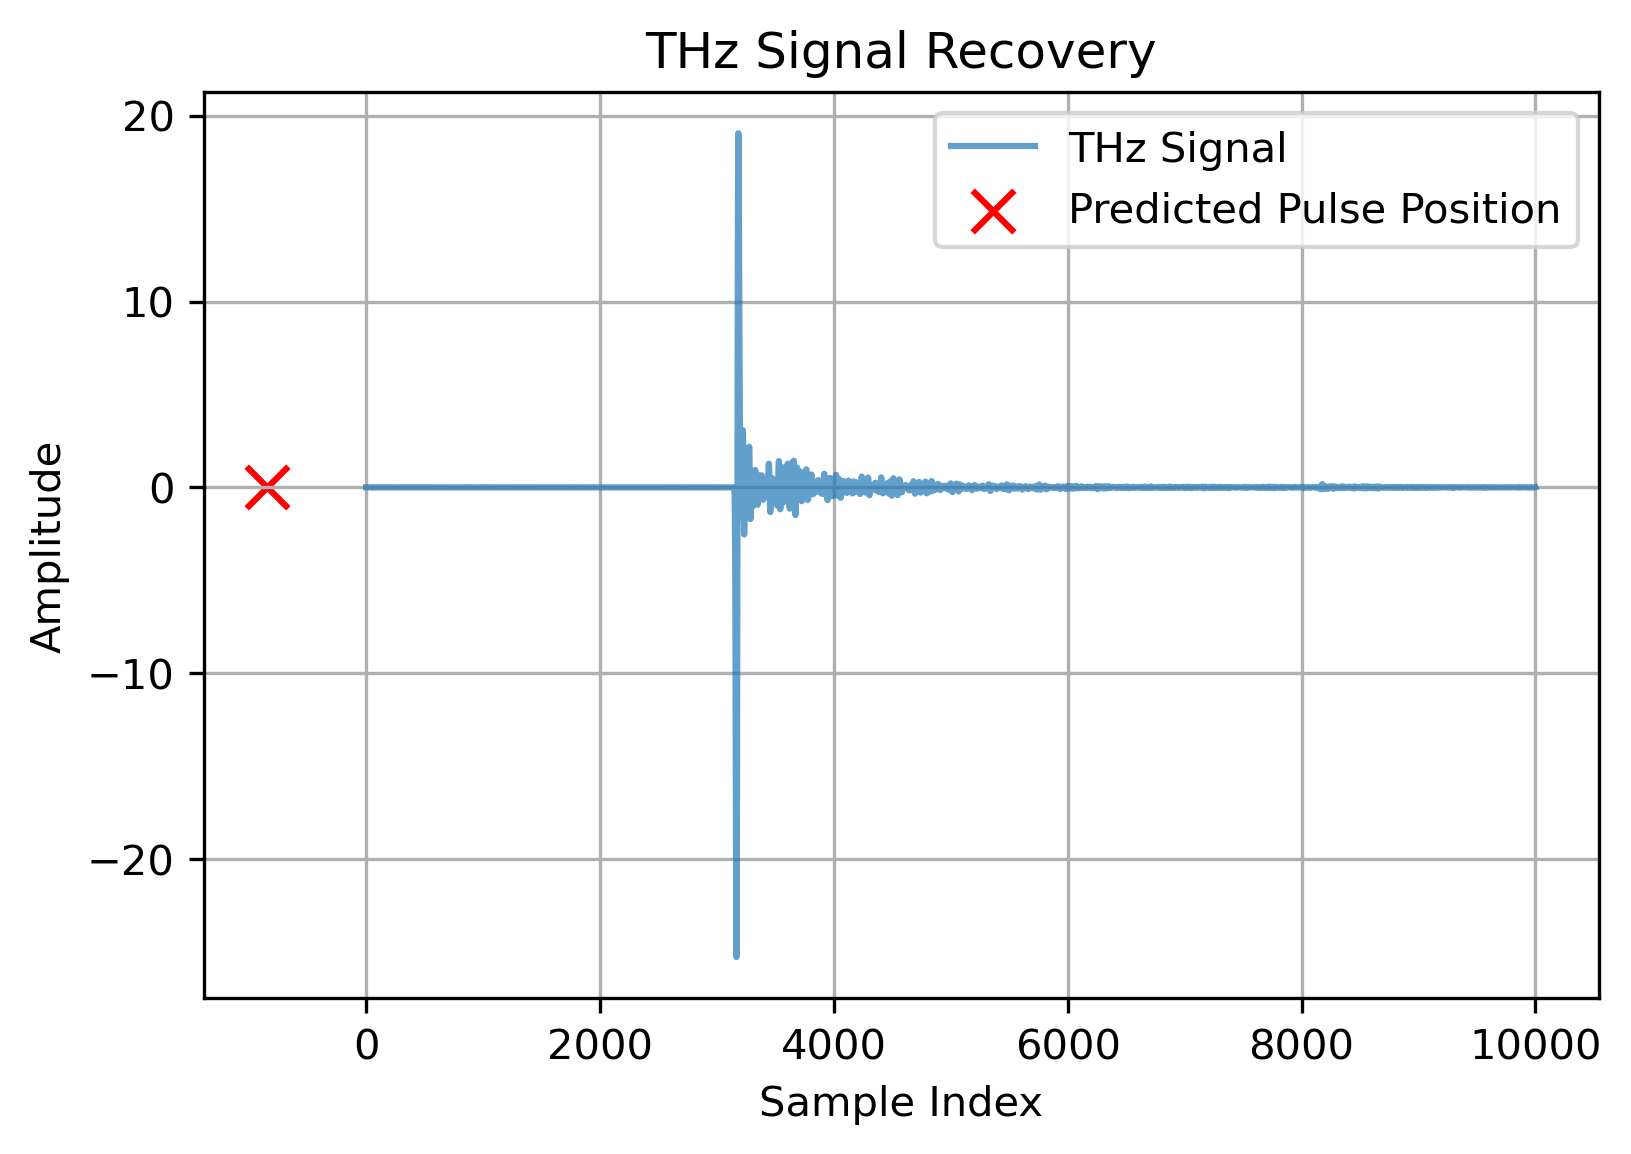 THz Signal Recovery
20
10
0
−10
−20
Amplitude
THz Signal
Predicted Pulse Position
0 2000 4000 6000 8000 10000
Sample Index